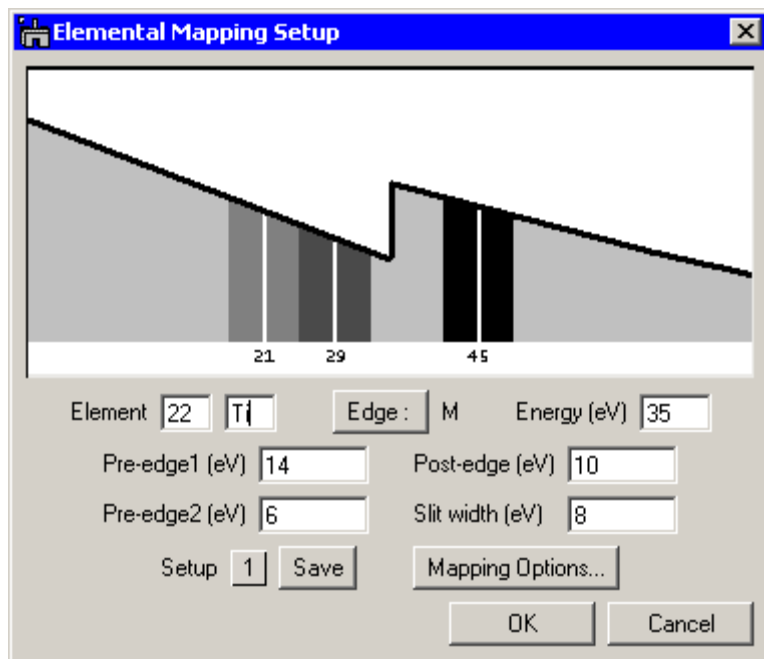 Elemental Mapping Setup
21 29 45
Element 22 Ti Edge : M Energy (eV) 35
Pre-edge1 (eV) 14 Post-edge (eV) 10
Pre-edge2 (eV) 6 Slit width (eV) 8
Setup 1 Save Mapping Options...
OK Cancel